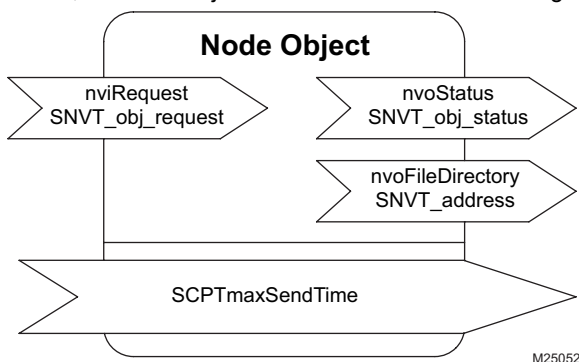 Node Object
nviRequest
SNVT_obj_request
nvoStatus
SNVT_obj_status
nvoFileDirectory
SNVT_address
SCPTmaxSendTime
M25052